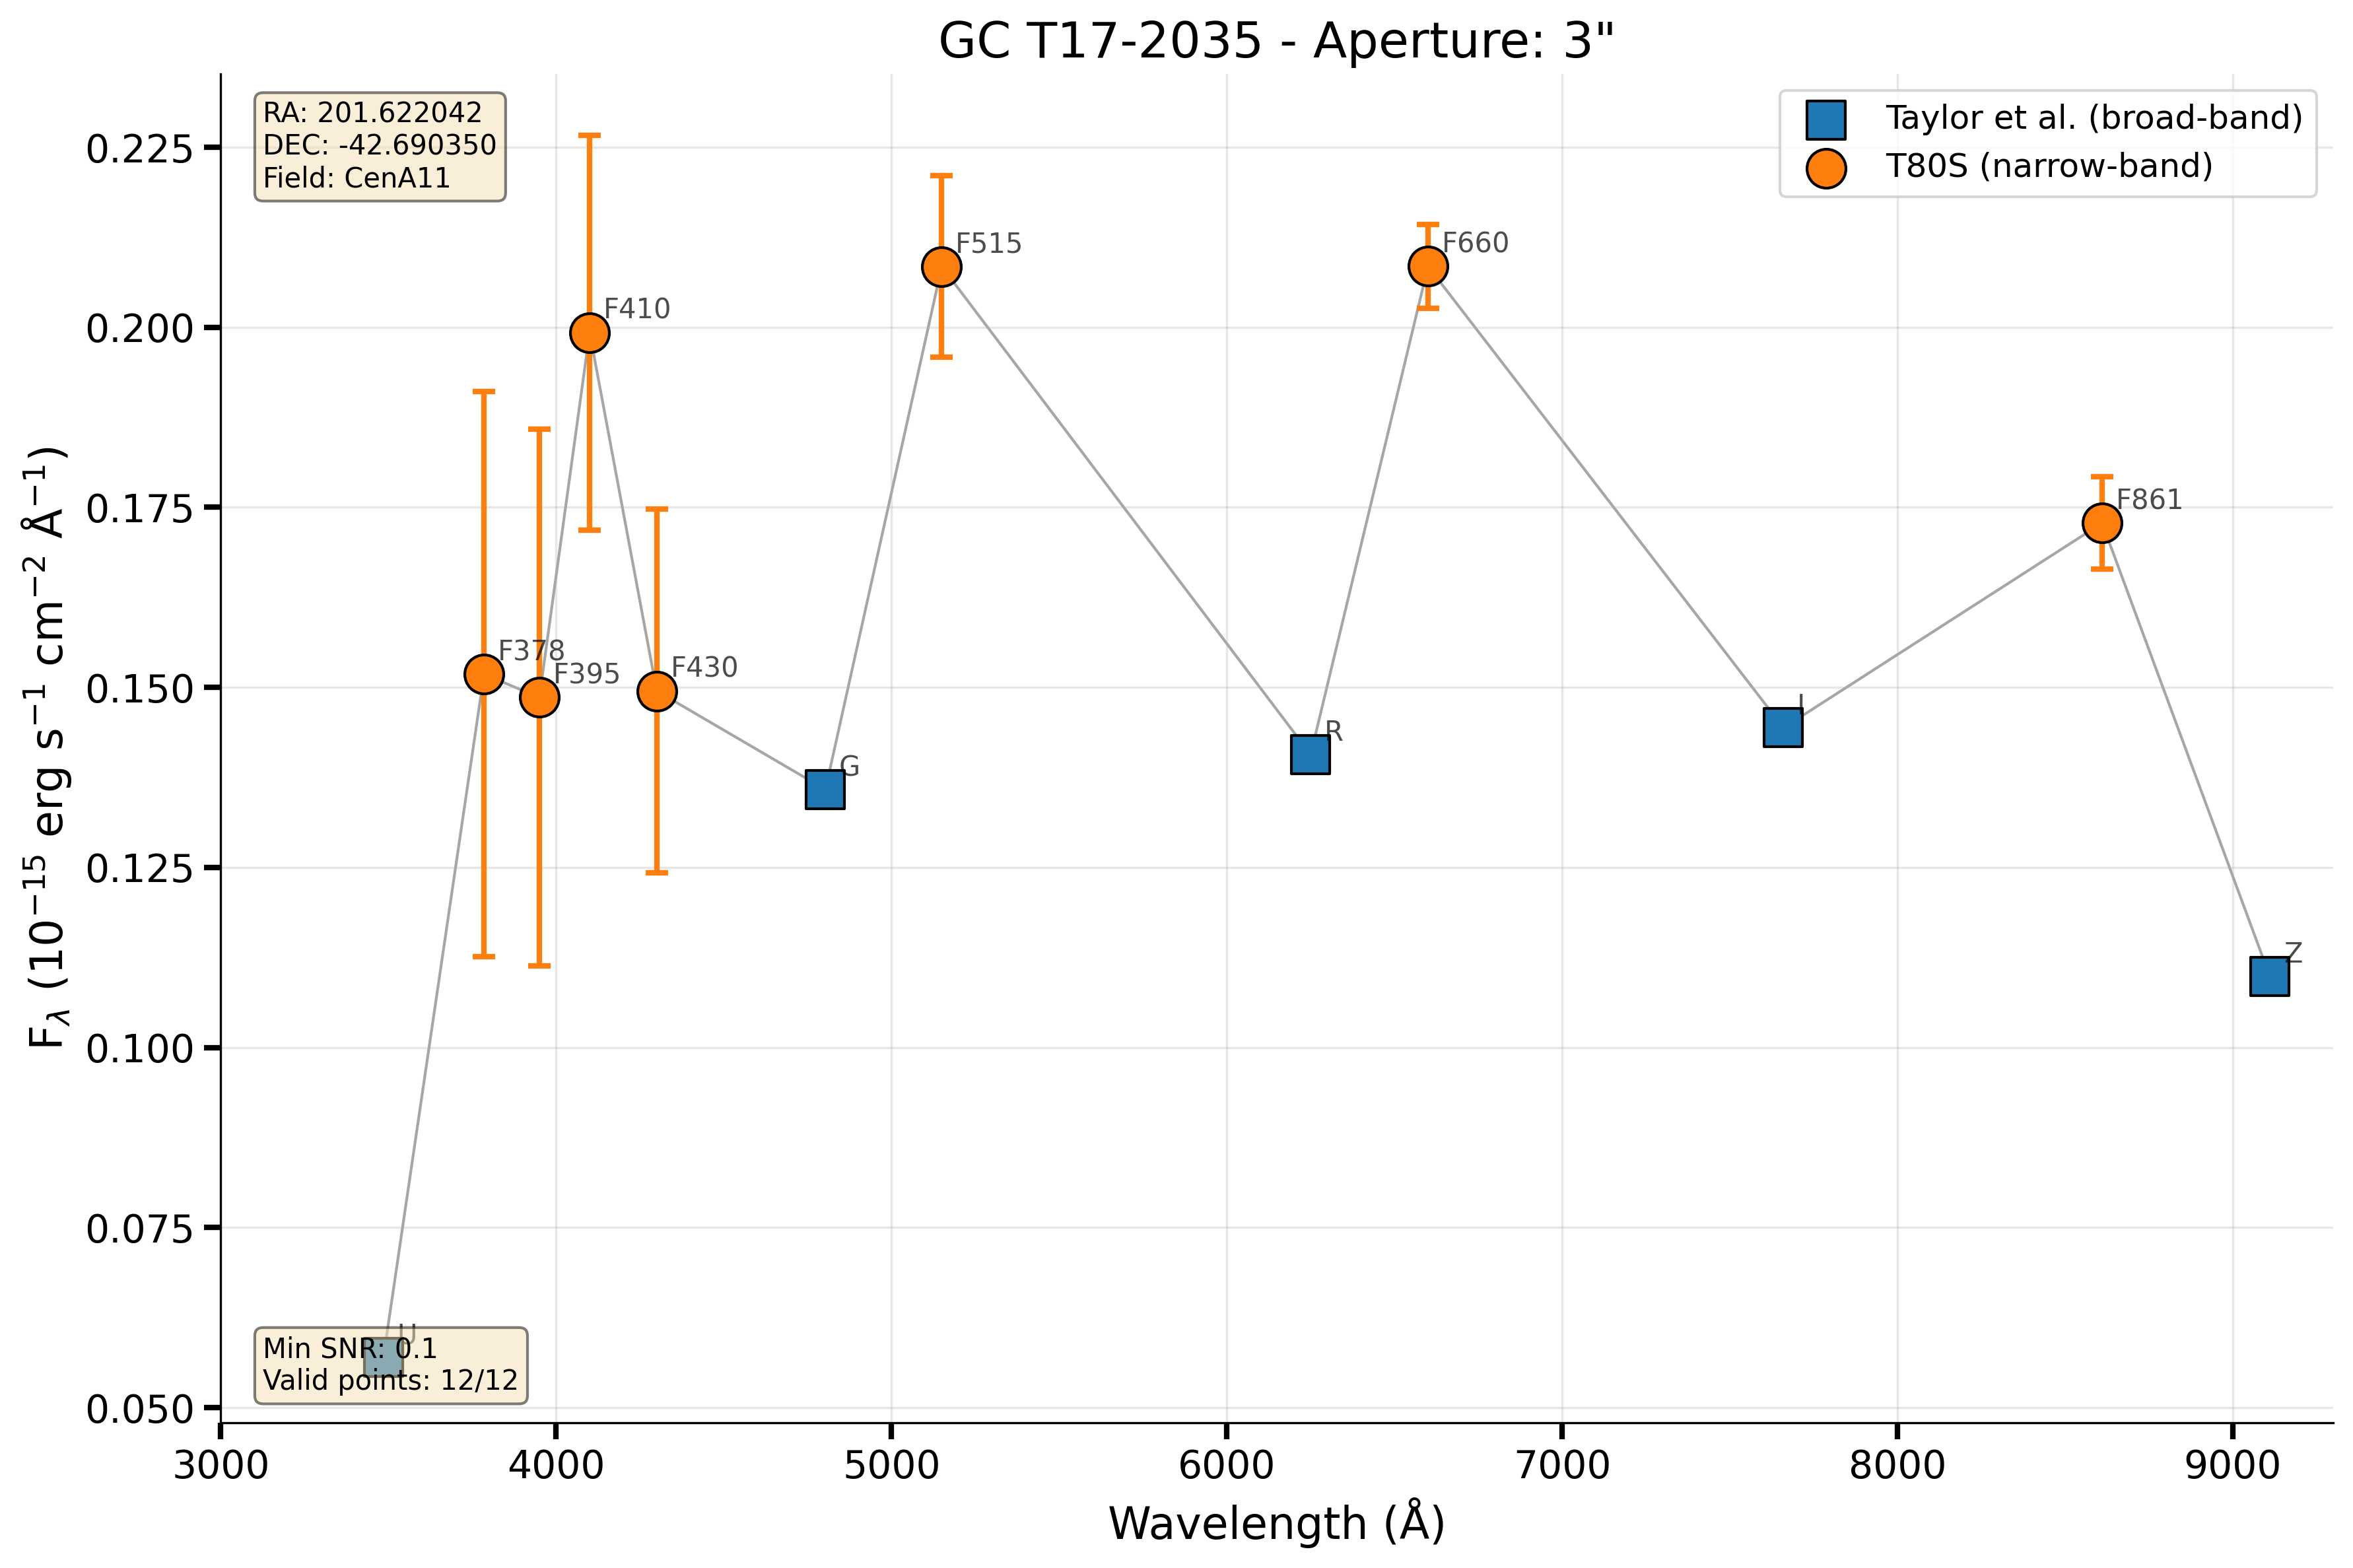 GC T17-2035 - Aperture: 3"
RA: 201.622042
DEC: -42.690350
Field: CenA11
Taylor et al. (broad-band)
T80S (narrow-band)
F378
F395
F410
F430
G
F515
R
F660
I
F861
Z
U
Min SNR: 0.1
Valid points: 12/12
F_λ (10⁻¹⁵ erg s⁻¹ cm⁻² Å⁻¹)
0.225
0.200
0.175
0.150
0.125
0.100
0.075
0.050
3000 4000 5000 6000 7000 8000 9000
Wavelength (Å)